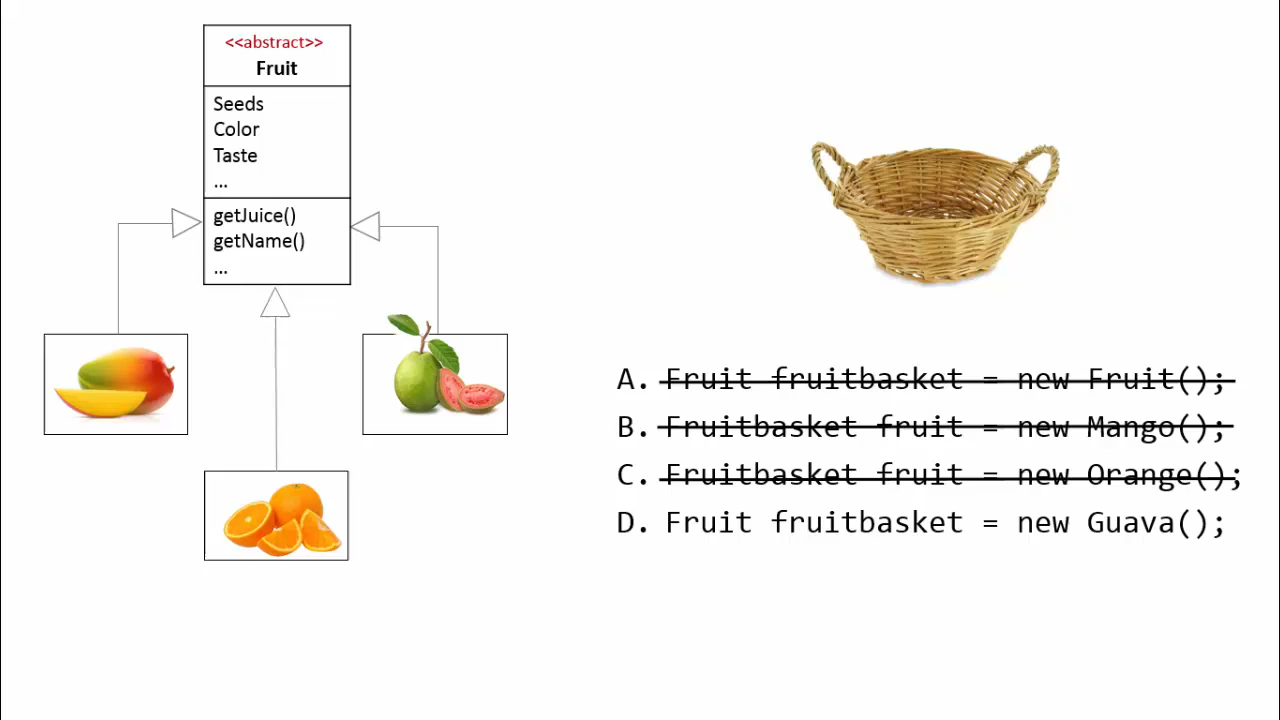 <<abstract>>
Fruit
Seeds
Color
Taste
...
getJuice()
getName()
...
A. Fruit fruitbasket = new Fruit();
B. Fruitbasket fruit = new Mango();
C. Fruitbasket fruit = new Orange();
D. Fruit fruitbasket = new Guava();